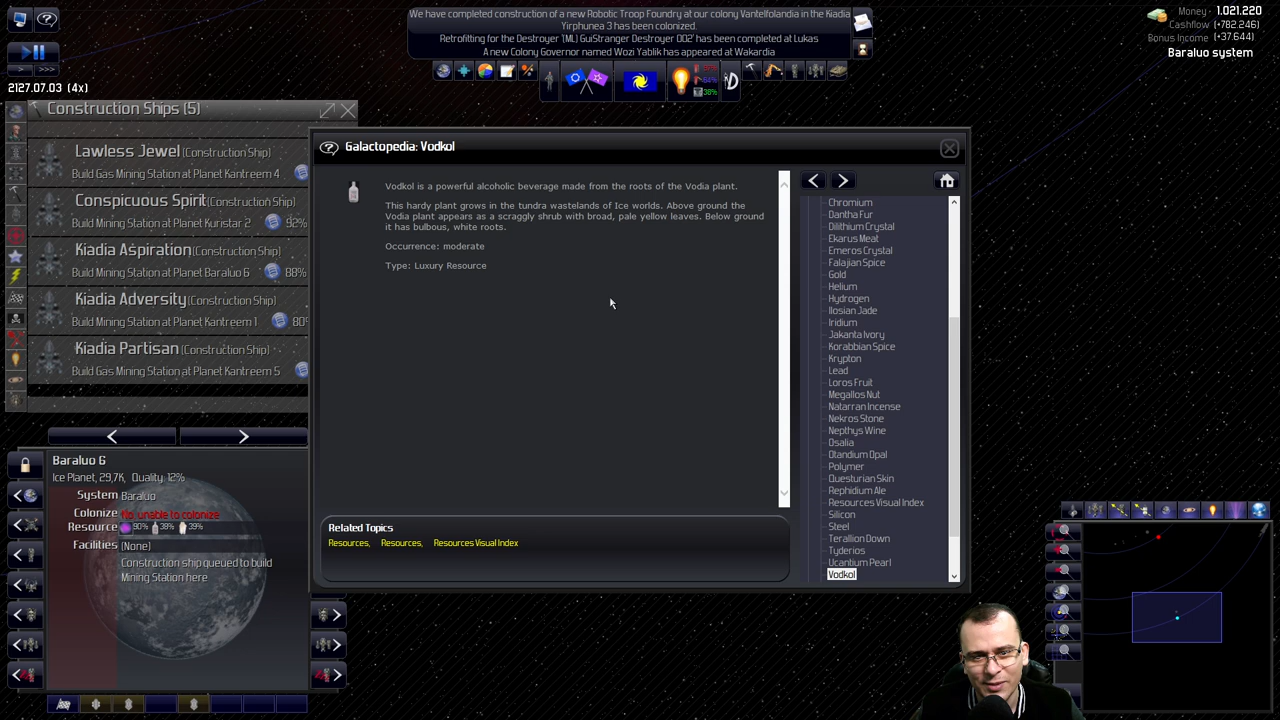 We have completed construction of a new Robotic Troop Foundry at our colony Vantelfolandia in the Kiadia
Yirphunea 3 has been colonized.
Retrofitting for the Destroyer '[ML] GuiStranger Destroyer 002' has been completed at Lukas
A new Colony Governor named Wozi Yablik has appeared at Wakardia
Money · 1.021.220
Cashflow (+782.246)
Bonus Income (+37.644)
Baraluo system
> >>>
2127.07.03 (4x)
Construction Ships (5)
Lawless Jewel (Construction Ship)
Build Gas Mining Station at Planet Kantreem 4
Conspicuous Spirit (Construction Ship)
Build Mining Station at Planet Kuristar 2 92%
Kiadia Aspiration (Construction Ship)
Build Mining Station at Planet Baraluo 6 88%
Kiadia Adversity (Construction Ship)
Build Mining Station at Planet Kantreem 1 80%
Kiadia Partisan (Construction Ship)
Build Gas Mining Station at Planet Kantreem 5
Galactopedia: Vodkol
Vodkol is a powerful alcoholic beverage made from the roots of the Vodia plant.
This hardy plant grows in the tundra wastelands of Ice worlds. Above ground the
Vodia plant appears as a scraggly shrub with broad, pale yellow leaves. Below ground
it has bulbous, white roots.
Occurrence: moderate
Type: Luxury Resource
Related Topics
Resources, Resources, Resources Visual Index
Chromium
Dantha Fur
Dilithium Crystal
Ekarus Meat
Emeros Crystal
Falajian Spice
Gold
Helium
Hydrogen
Ilosian Jade
Iridium
Jakanta Ivory
Korabbian Spice
Krypton
Lead
Loros Fruit
Megallos Nut
Natarran Incense
Nekros Stone
Nepthys Wine
Osalia
Otandium Opal
Polymer
Questurian Skin
Rephidium Ale
Resources Visual Index
Silicon
Steel
Terallion Down
Tyderios
Ucantium Pearl
Vodkol
Baraluo 6
Ice Planet, 29,7K, Quality: 12%
System Baraluo
Colonize No, unable to colonize
Resource 90% 38% 39%
Facilities (None)
Construction ship queued to build
Mining Station here